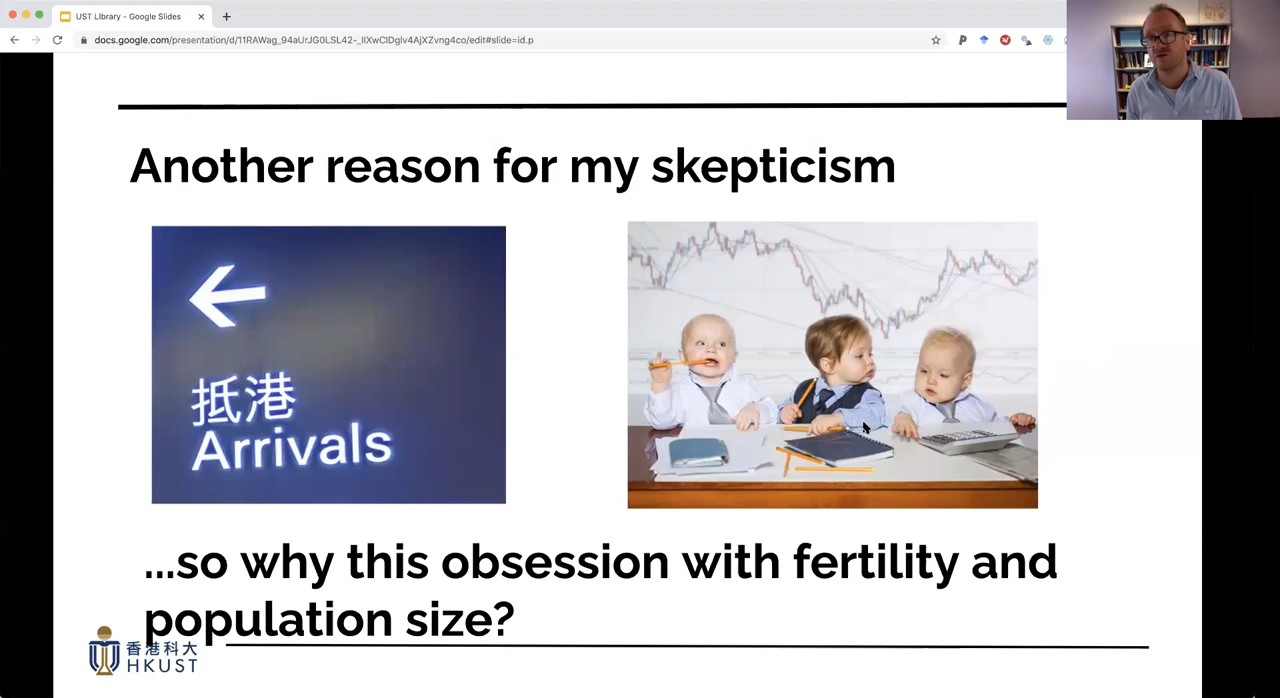 UST LIbrary - Google Slides
docs.google.com/presentation/d/11RAWag_94aUrJG0LSL42-_lIXwClDglv4AjXZvng4co/edit#slide=id.p
Another reason for my skepticism
抵港
Arrivals
...so why this obsession with fertility and
population size?
香港科大
HKUST